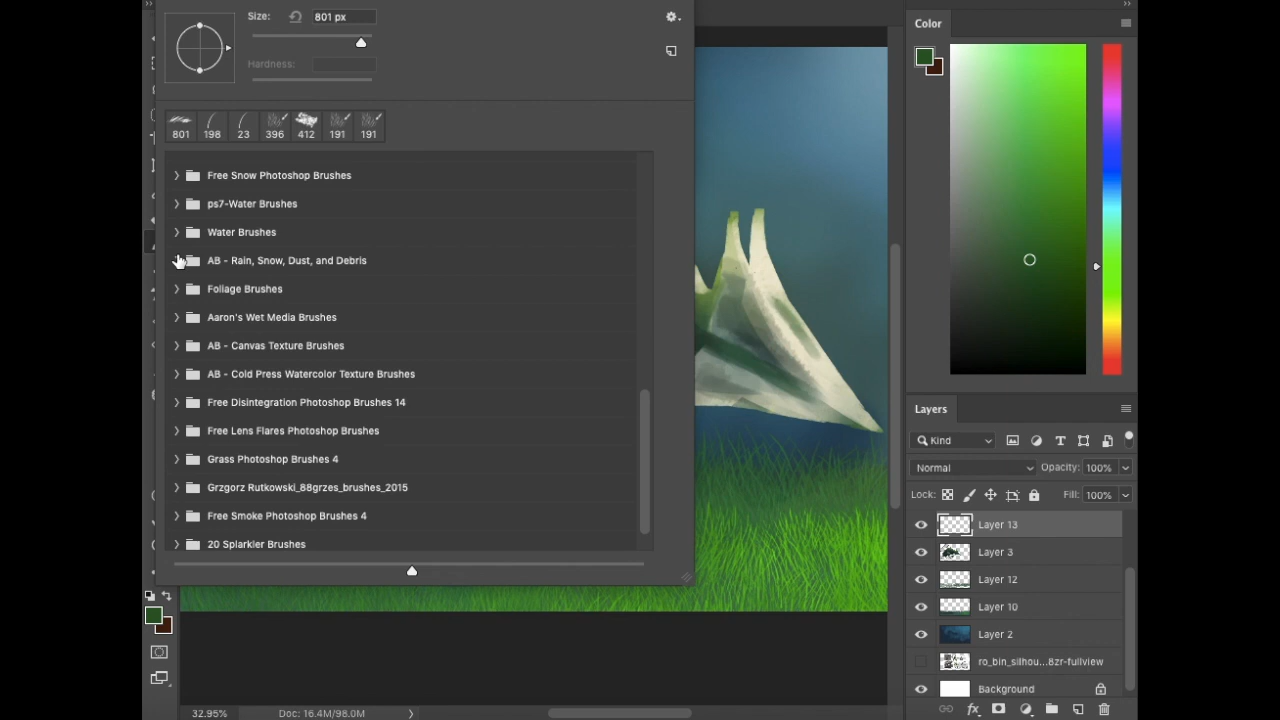 Size: 801 px
Hardness:
801 198 23 396 412 191 191
Free Snow Photoshop Brushes
ps7-Water Brushes
Water Brushes
AB - Rain, Snow, Dust, and Debris
Foliage Brushes
Aaron's Wet Media Brushes
AB - Canvas Texture Brushes
AB - Cold Press Watercolor Texture Brushes
Free Disintegration Photoshop Brushes 14
Free Lens Flares Photoshop Brushes
Grass Photoshop Brushes 4
Grzgorz Rutkowski_88grzes_brushes_2015
Free Smoke Photoshop Brushes 4
20 Splarkler Brushes
32.95% Doc: 16.4M/98.0M
Color
Layers
Kind
Normal Opacity: 100%
Lock: Fill: 100%
Layer 13
Layer 3
Layer 12
Layer 10
Layer 2
ro_bin_silhou...8zr-fullview
Background
fx